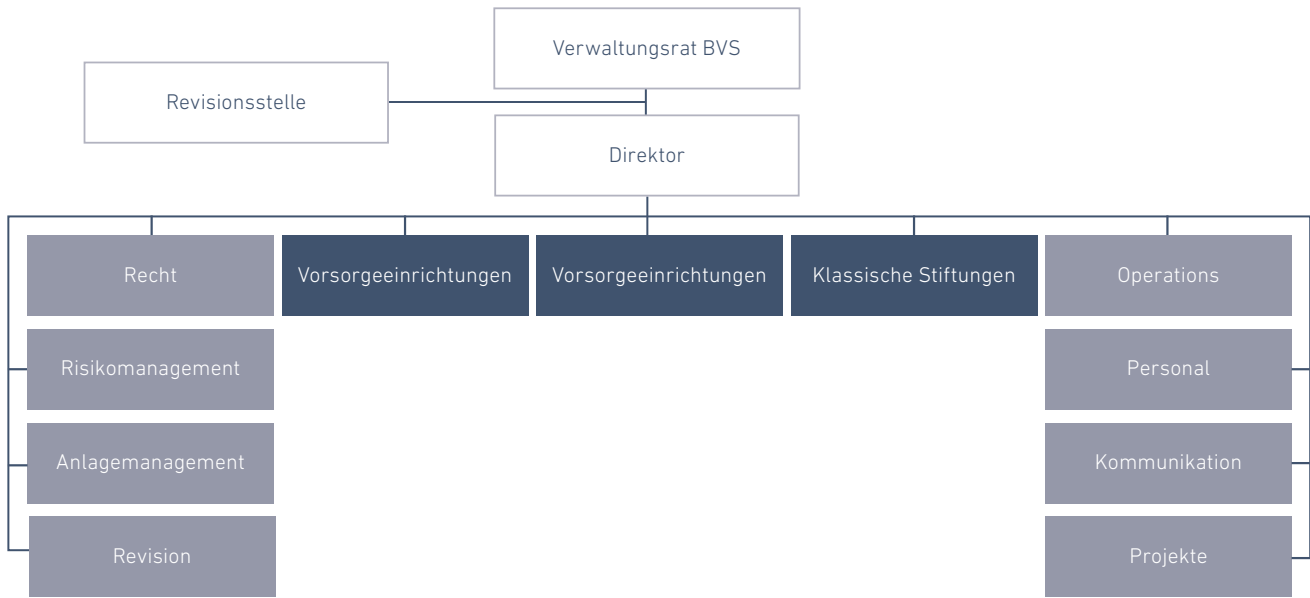 Verwaltungsrat BVS
Revisionsstelle
Direktor
Recht
Vorsorgeeinrichtungen
Vorsorgeeinrichtungen
Klassische Stiftungen
Operations
Risikomanagement
Personal
Anlagemanagement
Kommunikation
Revision
Projekte